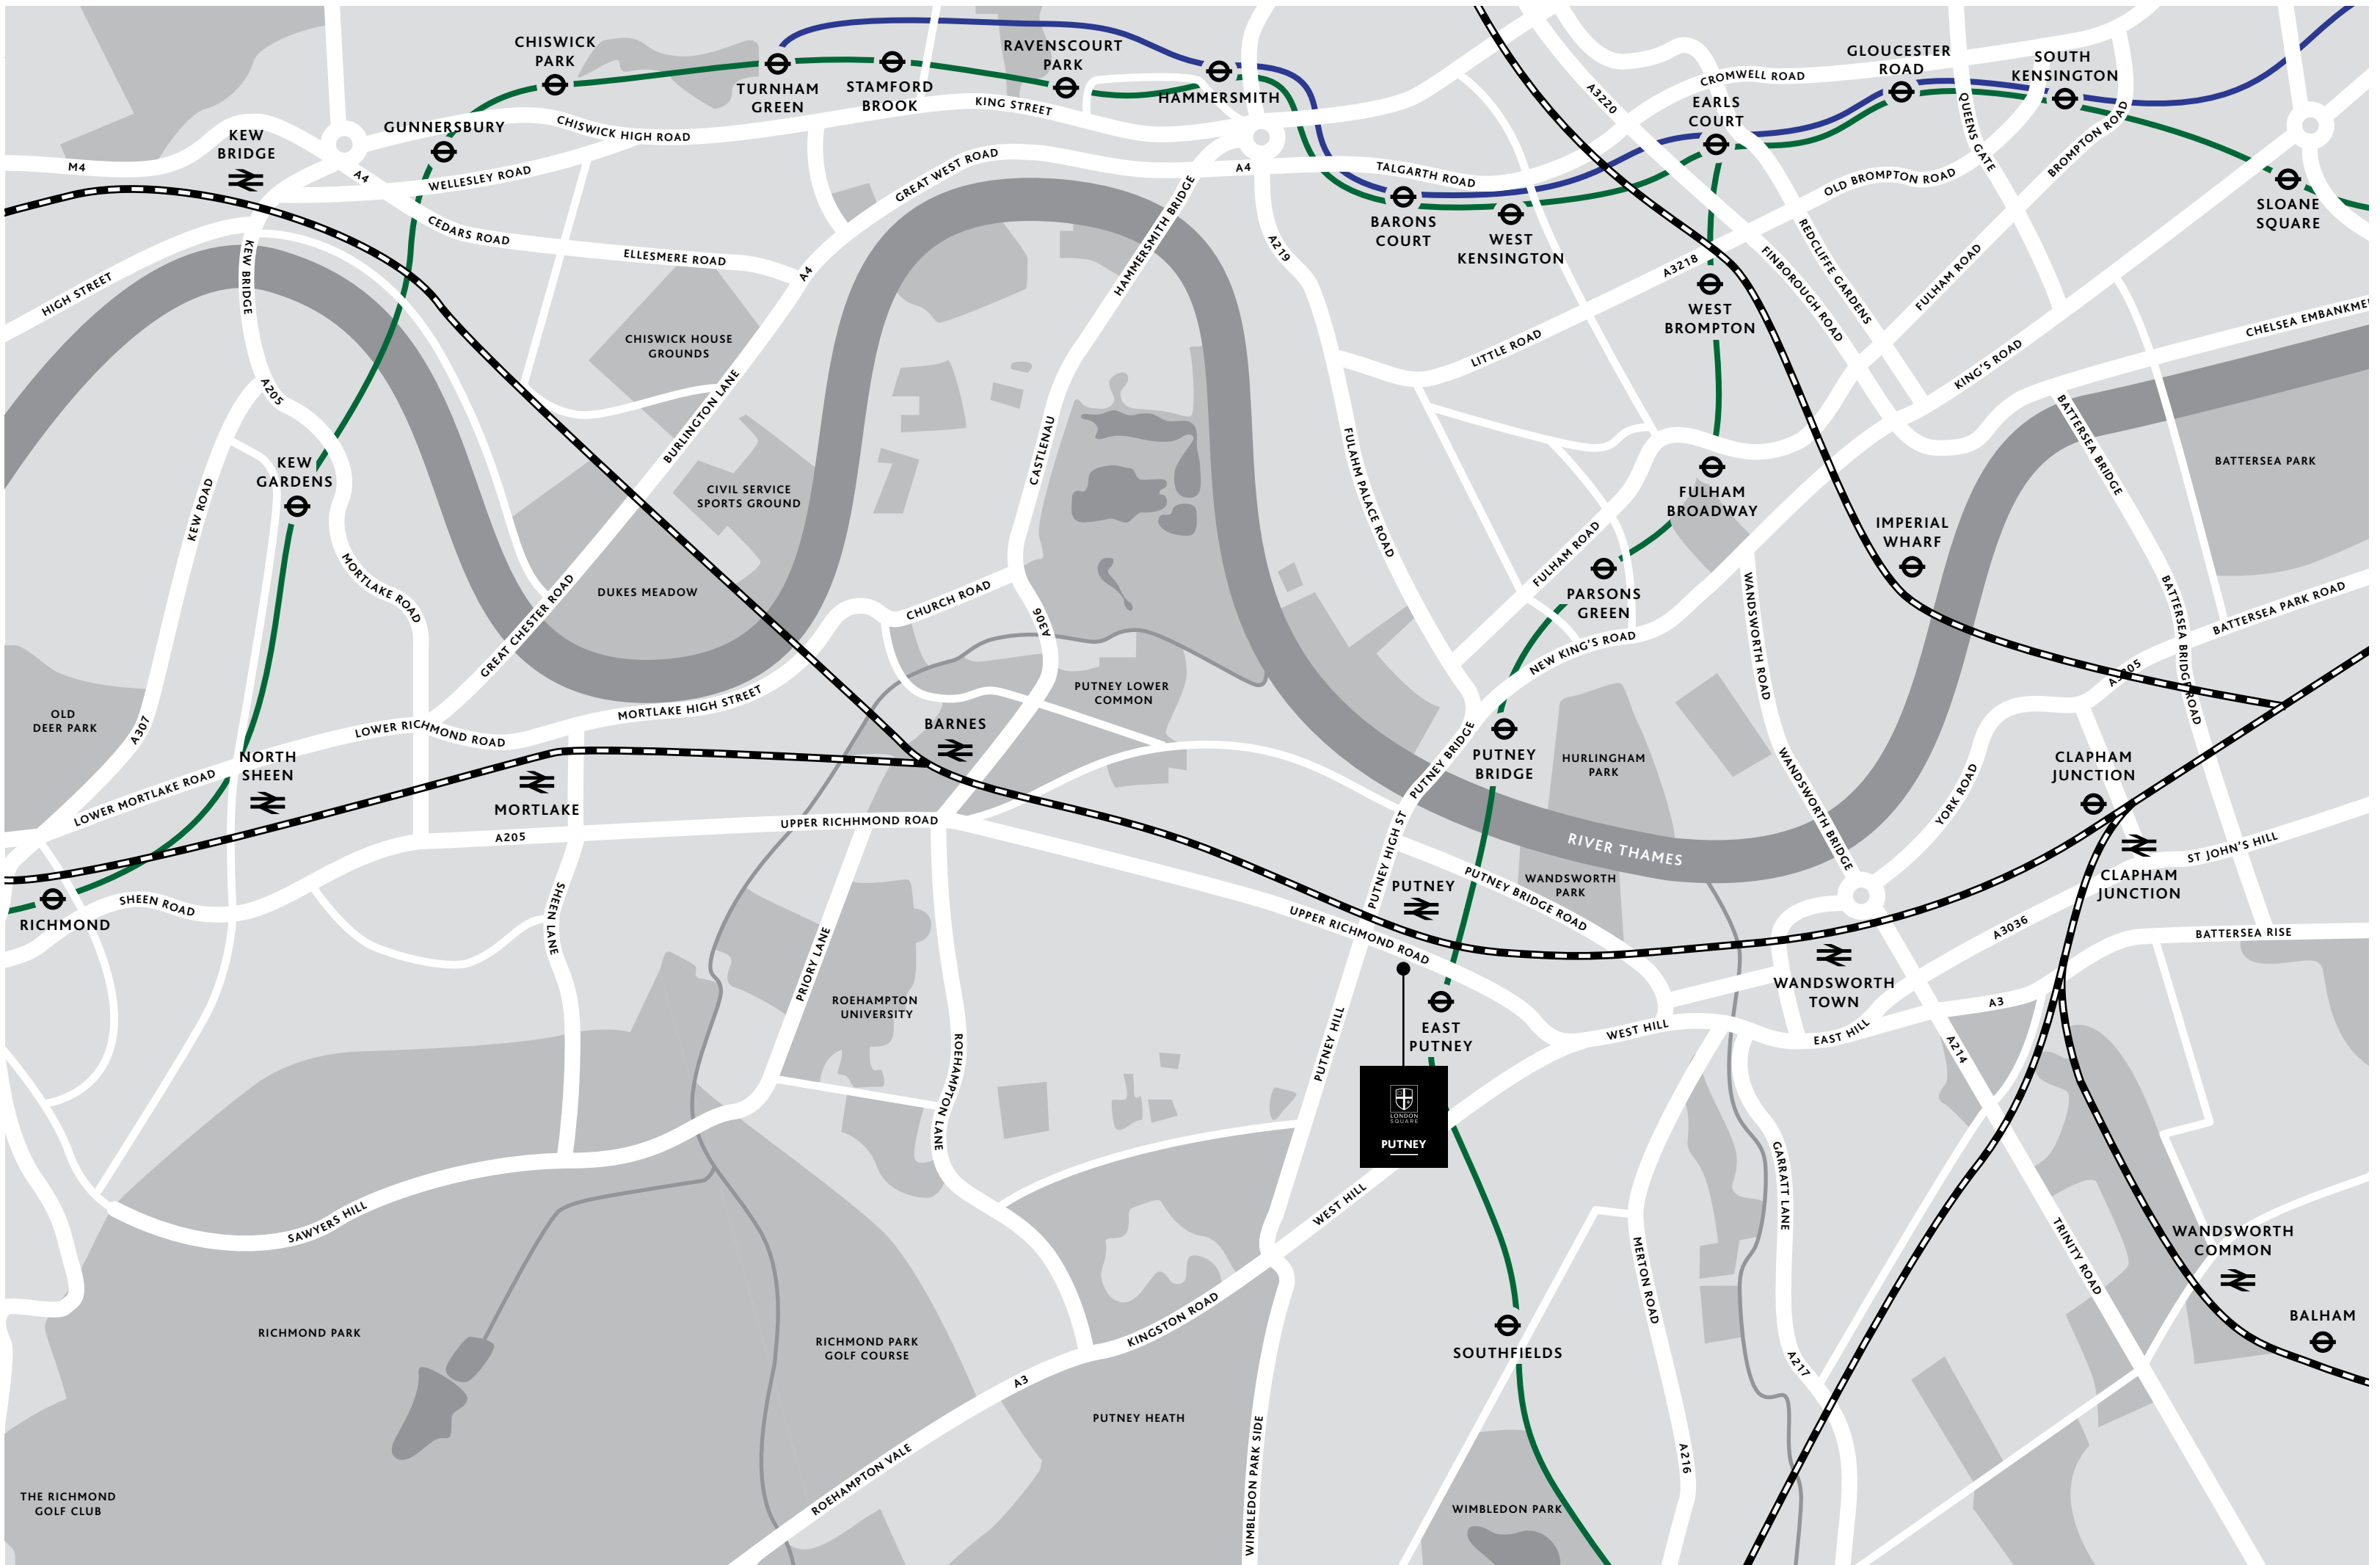 CHISWICK
PARK
RAVENSCOURT
PARK
GLOUCESTER
ROAD
SOUTH
KENSINGTON
TURNHAM
GREEN
STAMFORD
BROOK
HAMMERSMITH
CROMWELL ROAD
A3220
EARLS
COURT
KING STREET
QUEENS GATE
BROMPTON ROAD
KEW
BRIDGE
GUNNERSBURY
CHISWICK HIGH ROAD
M4
A4
WELLESLEY ROAD
GREAT WEST ROAD
A4
TALGARTH ROAD
OLD BROMPTON ROAD
SLOANE
SQUARE
CEDARS ROAD
ELLESMERE ROAD
A4
HAMMERSMITH BRIDGE
A219
BARONS
COURT
WEST
KENSINGTON
A3218
FINBOROUGH ROAD
REDCLIFFE GARDENS
FULHAM ROAD
KEW BRIDGE
HIGH STREET
WEST
BROMPTON
CHELSEA EMBANKME
CHISWICK HOUSE
GROUNDS
LITTLE ROAD
KING'S ROAD
A205
BURLINGTON LANE
CASTLENAU
FULAHM PALACE ROAD
BATTERSEA BRIDGE
BATTERSEA PARK
KEW
GARDENS
KEW ROAD
CIVIL SERVICE
SPORTS GROUND
FULHAM
BROADWAY
IMPERIAL
WHARF
FULHAM ROAD
PARSONS
GREEN
MORTLAKE ROAD
DUKES MEADOW
CHURCH ROAD
A306
WANDSWORTH ROAD
BATTERSEA BRIDGE ROAD
BATTERSEA PARK ROAD
GREAT CHESTER ROAD
NEW KING'S ROAD
PUTNEY LOWER
COMMON
OLD
DEER PARK
A307
MORTLAKE HIGH STREET
LOWER RICHMOND ROAD
BARNES
PUTNEY BRIDGE
PUTNEY
BRIDGE
HURLINGHAM
PARK
WANDSWORTH BRIDGE
CLAPHAM
JUNCTION
NORTH
SHEEN
LOWER MORTLAKE ROAD
MORTLAKE
YORK ROAD
UPPER RICHHMOND ROAD
A205
PUTNEY HIGH ST
RIVER THAMES
ST JOHN'S HILL
CLAPHAM
JUNCTION
PUTNEY
PUTNEY BRIDGE ROAD
WANDSWORTH
PARK
SHEEN ROAD
RICHMOND
SHEEN LANE
UPPER RICHMOND ROAD
A3036
BATTERSEA RISE
PRIORY LANE
WANDSWORTH
TOWN
ROEHAMPTON
UNIVERSITY
EAST
PUTNEY
WEST HILL
EAST HILL
A3
A214
PUTNEY HILL
ROEHAMPTON LANE
LONDON
SQUARE
PUTNEY
GARRATT LANE
WEST HILL
SAWYERS HILL
TRINITY ROAD
WANDSWORTH
COMMON
MERTON ROAD
BALHAM
RICHMOND PARK
RICHMOND PARK
GOLF COURSE
KINGSTON ROAD
SOUTHFIELDS
A217
A3
PUTNEY HEATH
WIMBLEDON PARK SIDE
A216
ROEHAMPTON VALE
THE RICHMOND
GOLF CLUB
WIMBLEDON PARK